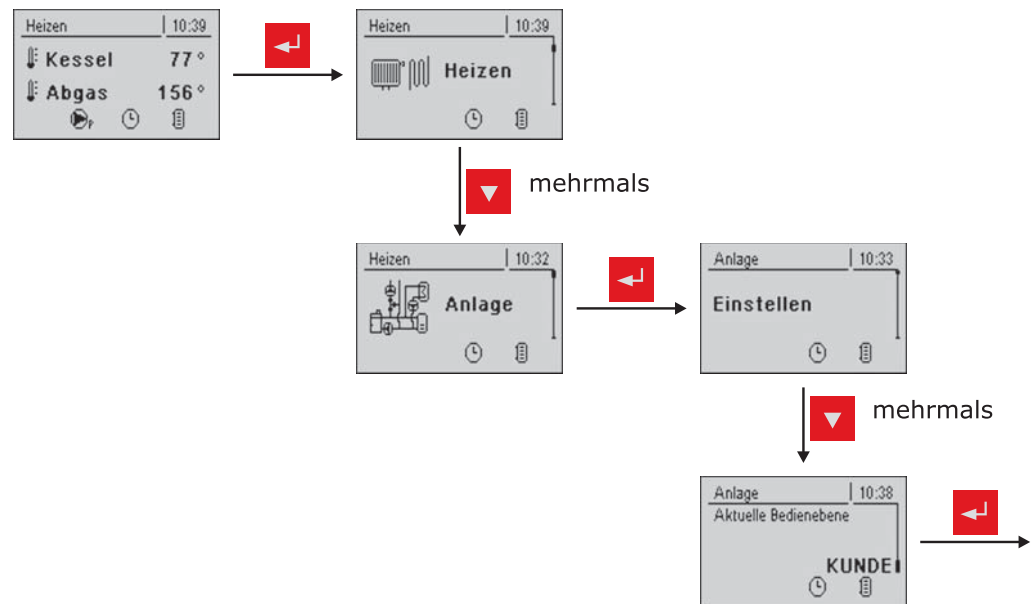 Heizen 10:39
Kessel 77°
Abgas 156°
P
Heizen 10:39
Heizen
mehrmals
Heizen 10:32
Anlage
Anlage 10:33
Einstellen
mehrmals
Anlage 10:38
Aktuelle Bedienebene
KUNDE